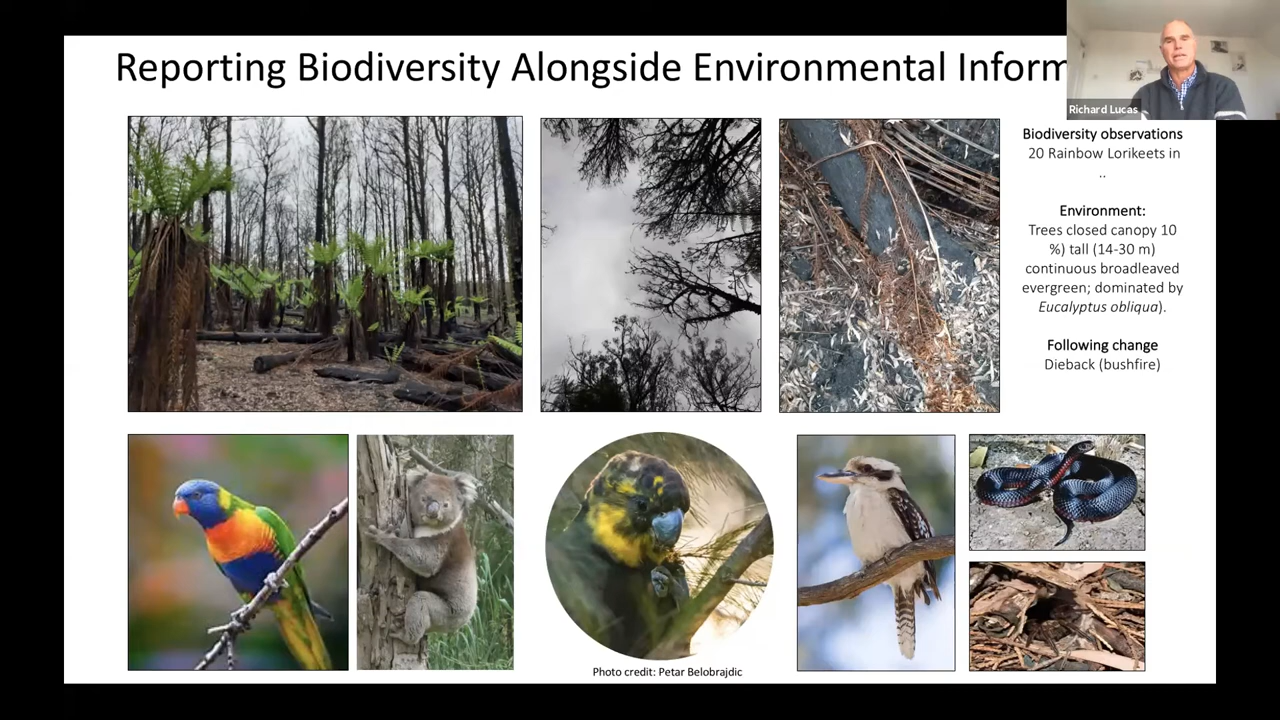 Reporting Biodiversity Alongside Environmental Inform
Richard Lucas
Biodiversity observations
20 Rainbow Lorikeets in
..
Environment:
Trees closed canopy 10
%) tall (14-30 m)
continuous broadleaved
evergreen; dominated by
Eucalyptus obliqua).
Following change
Dieback (bushfire)
Photo credit: Petar Belobrajdic